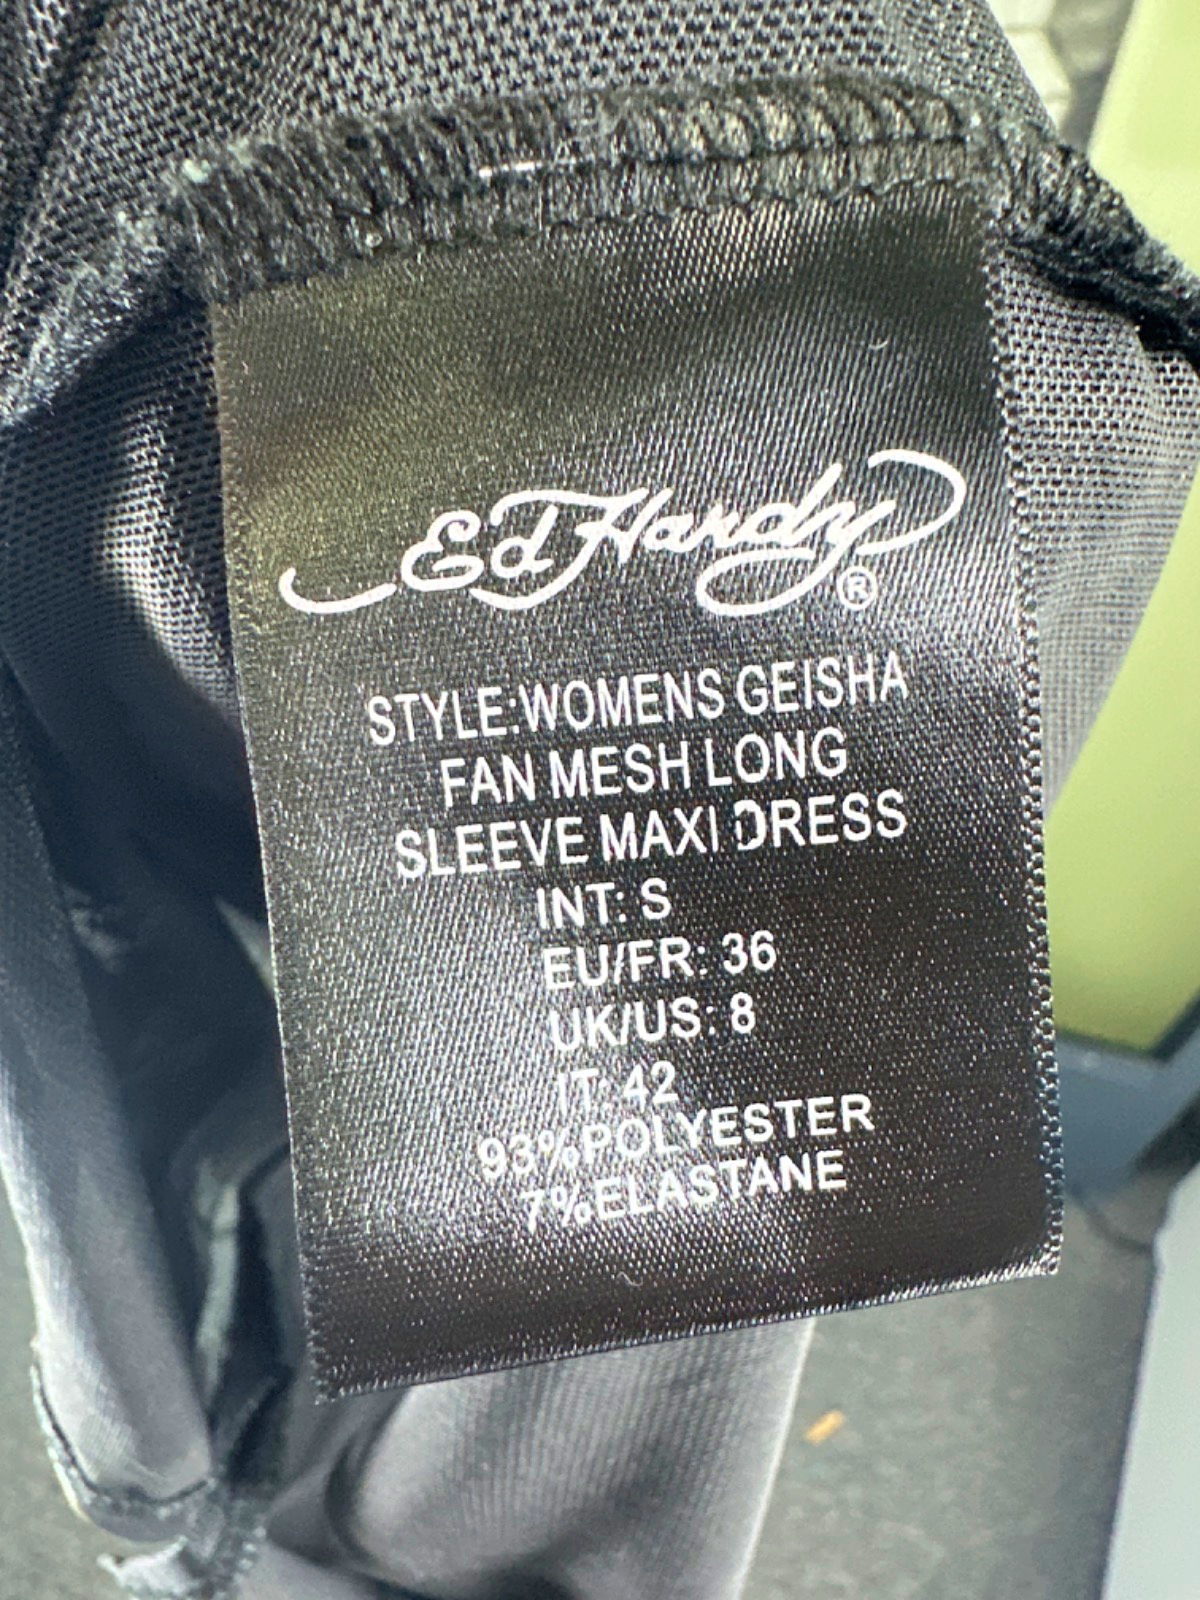 Ed Hardy
®
STYLE:WOMENS GEISHA
FAN MESH LONG
SLEEVE MAXI DRESS
INT: S
EU/FR: 36
UK/US: 8
IT: 42
93%POLYESTER
7%ELASTANE